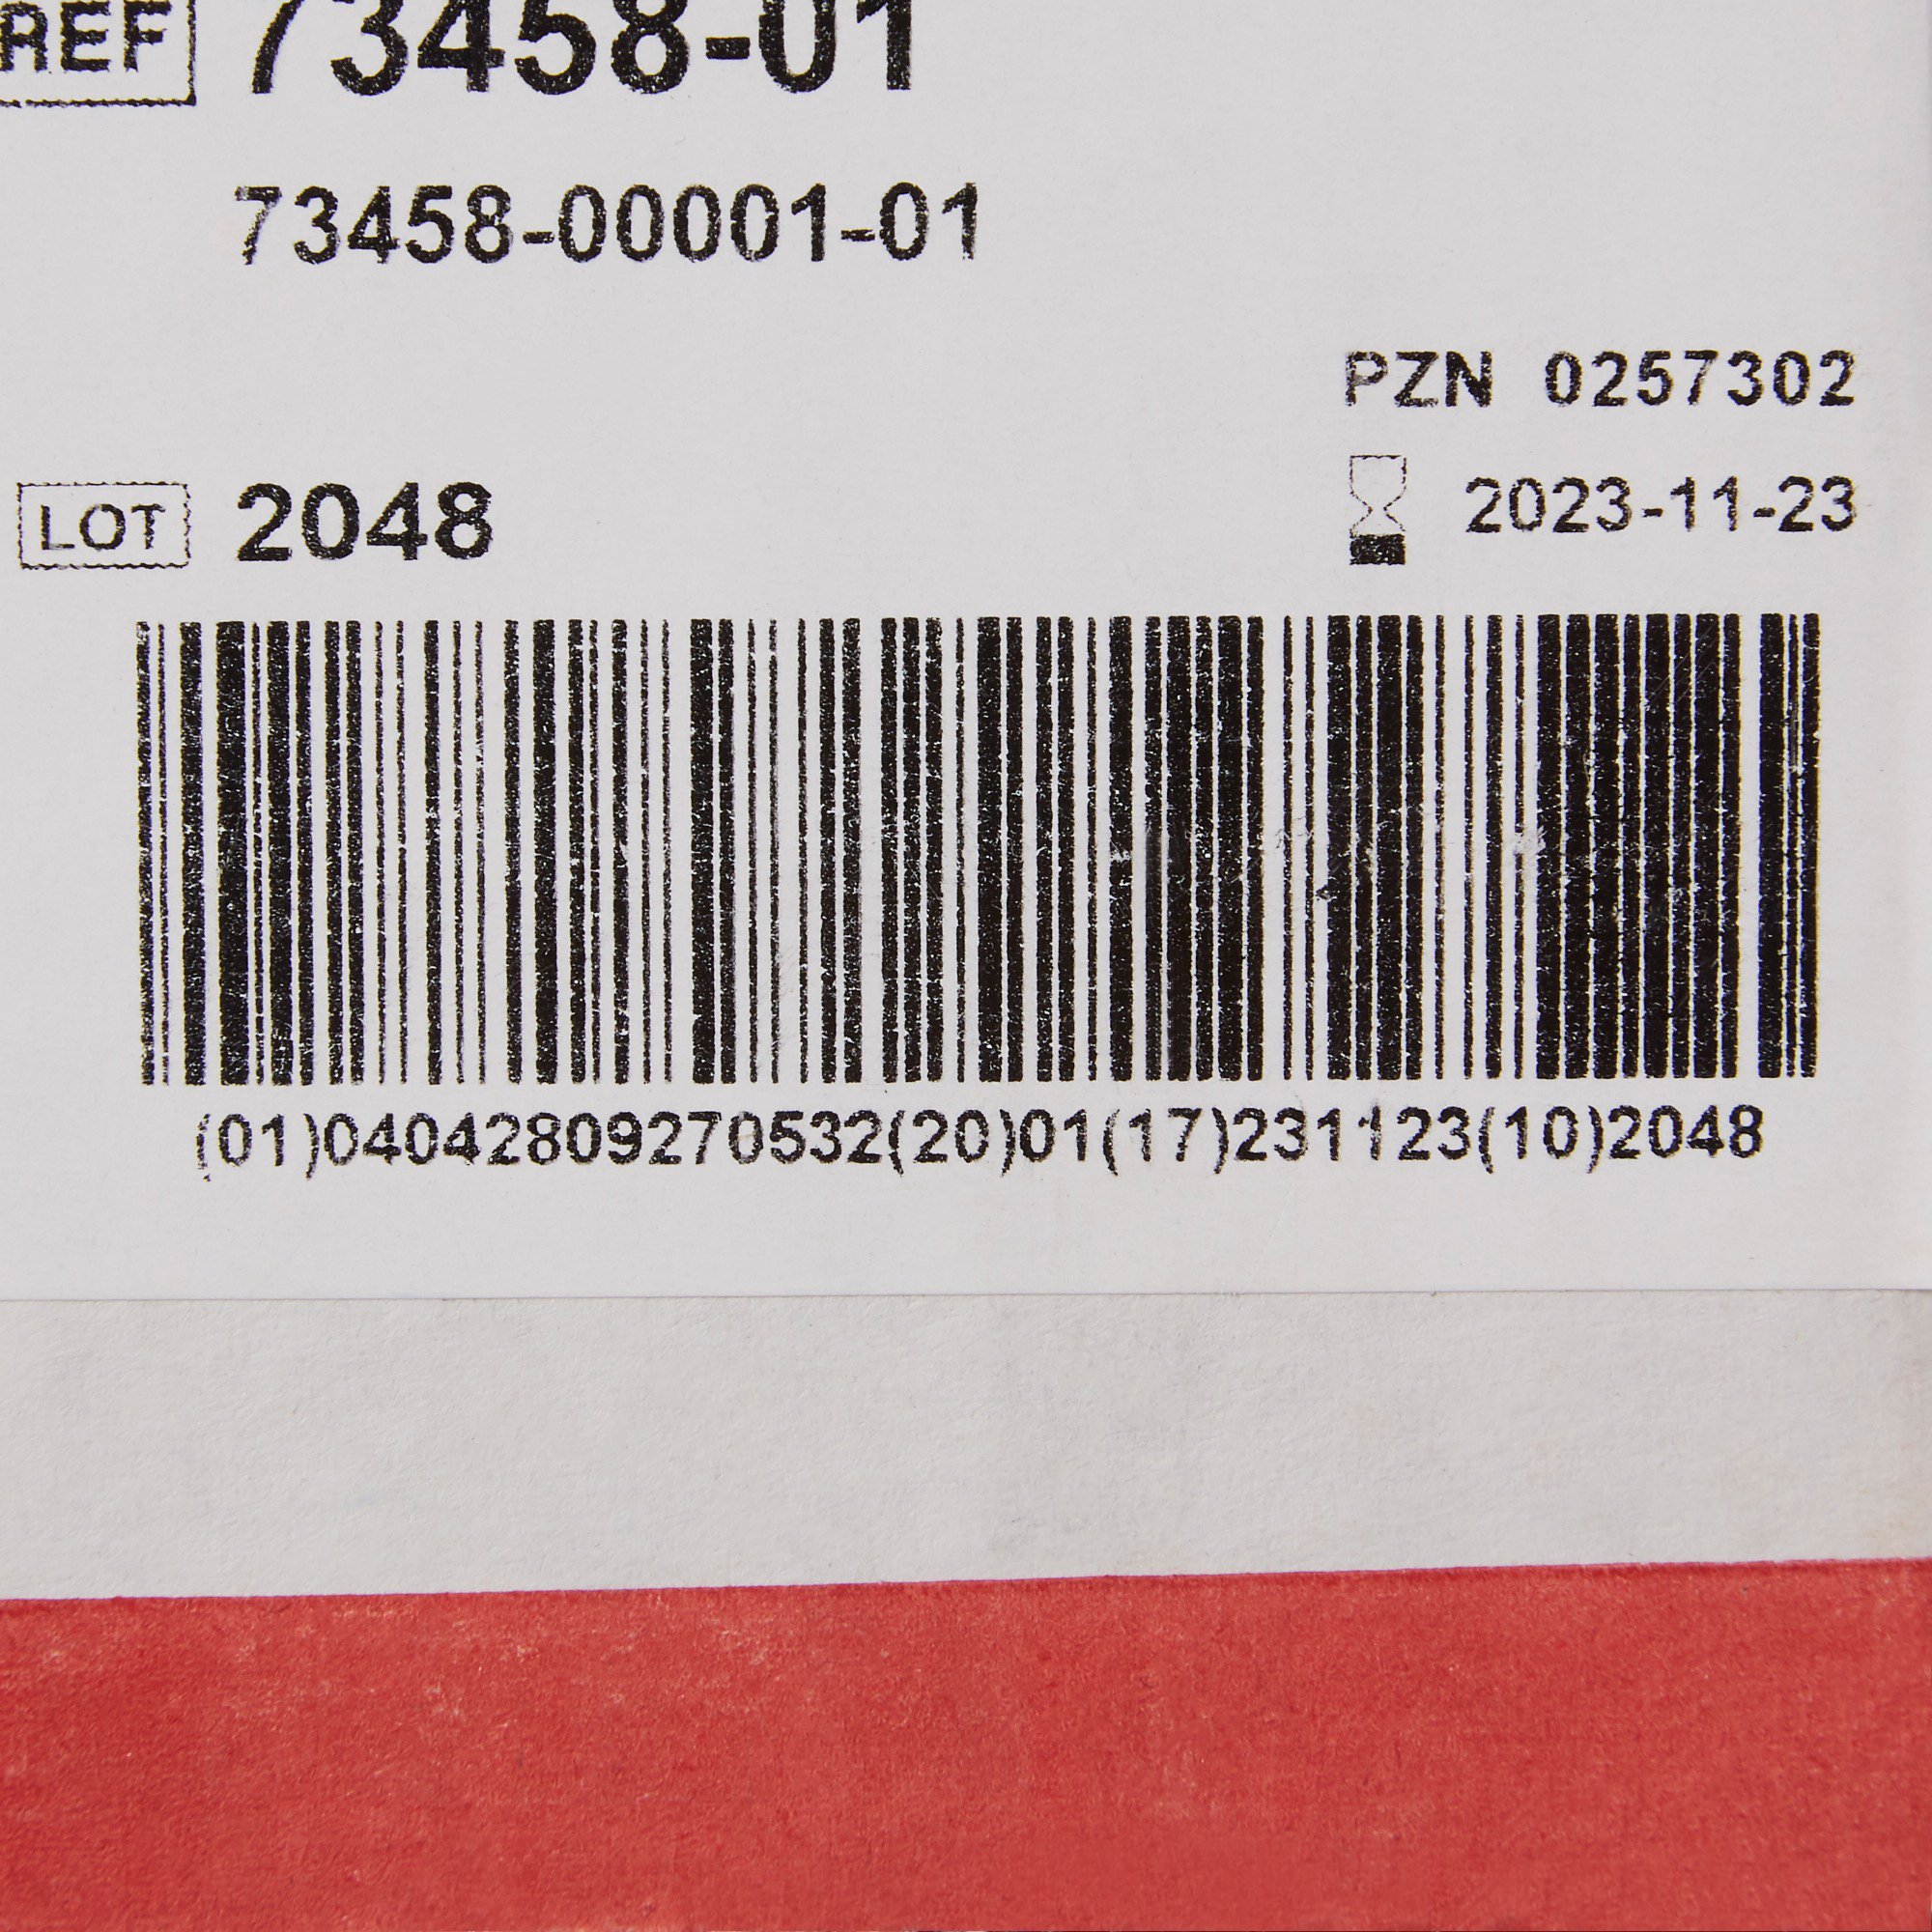 REF 73458-01
73458-00001-01
PZN 0257302
LOT 2048 2023-11-23
(01)04042809270532(20)01(17)231123(10)2048